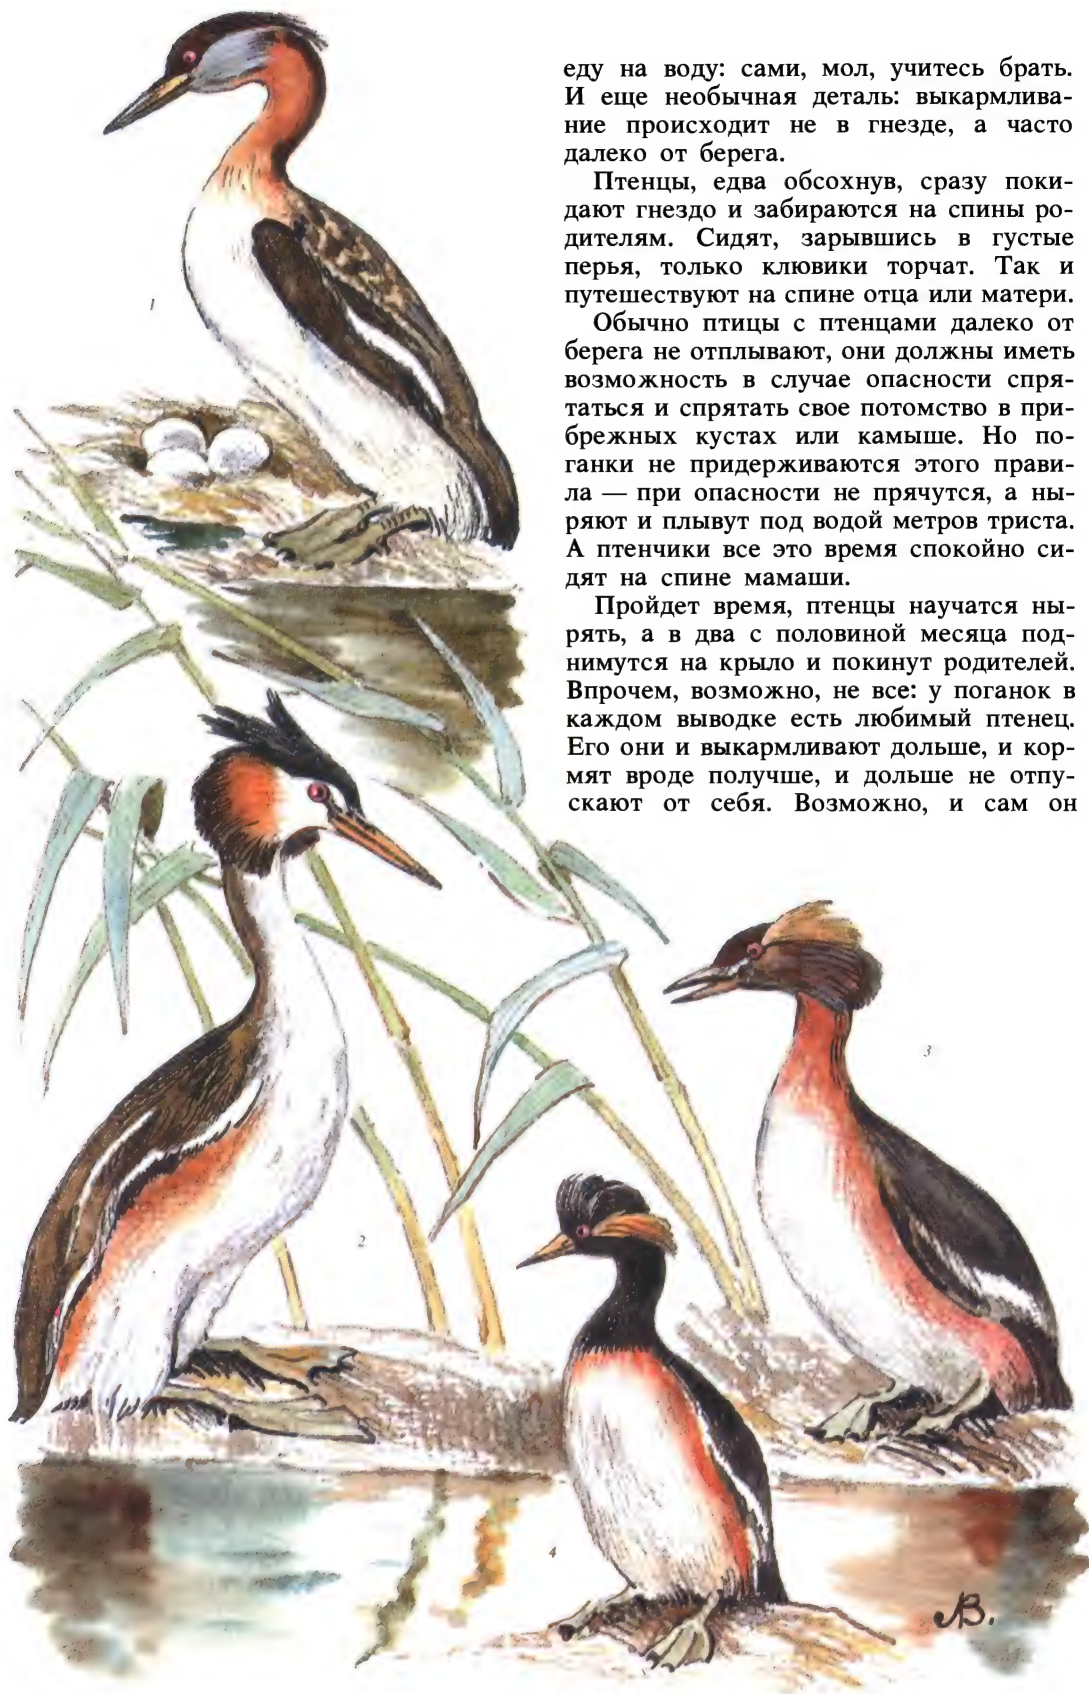 еду на воду: сами, мол, учитесь брать.
И еще необычная деталь: выкармлива-
ние происходит не в гнезде, а часто
далеко от берега.
Птенцы, едва обсохнув, сразу поки-
дают гнездо и забираются на спины ро-
дителям. Сидят, зарывшись в густые
перья, только клювики торчат. Так и
путешествуют на спине отца или матери.
Обычно птицы с птенцами далеко от
берега не отплывают, они должны иметь
возможность в случае опасности спря-
таться и спрятать свое потомство в при-
брежных кустах или камыше. Но по-
ганки не придерживаются этого прави-
ла — при опасности не прячутся, а ны-
ряют и плывут под водой метров триста.
А птенчики все это время спокойно си-
дят на спине мамаши.
Пройдет время, птенцы научатся ны-
рять, а в два с половиной месяца под-
нимутся на крыло и покинут родителей.
Впрочем, возможно, не все: у поганок в
каждом выводке есть любимый птенец.
Его они и выкармливают дольше, и кор-
мят вроде получше, и дольше не отпу-
скают от себя. Возможно, и сам он
1
2
3
4
АВ.